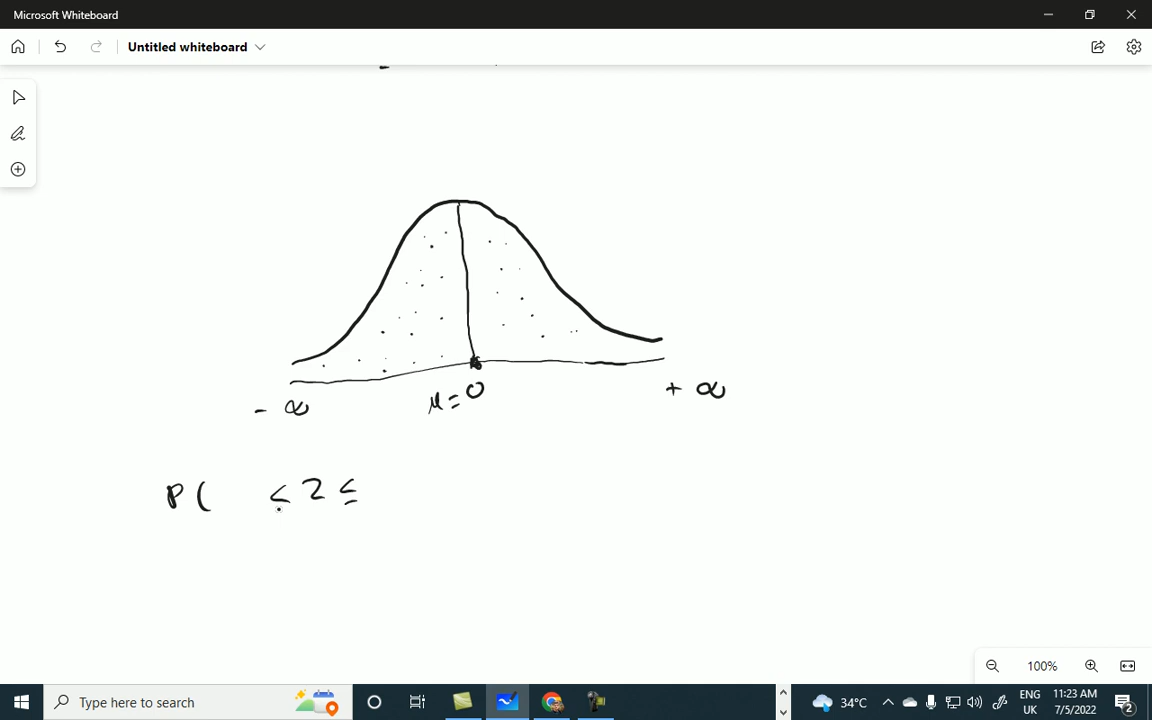 Microsoft Whiteboard
Untitled whiteboard
- ∞
μ = 0
+ ∞
P ( ≤ Z ≤
100%
Type here to search
34°C
ENG
UK
11:23 AM
7/5/2022
2